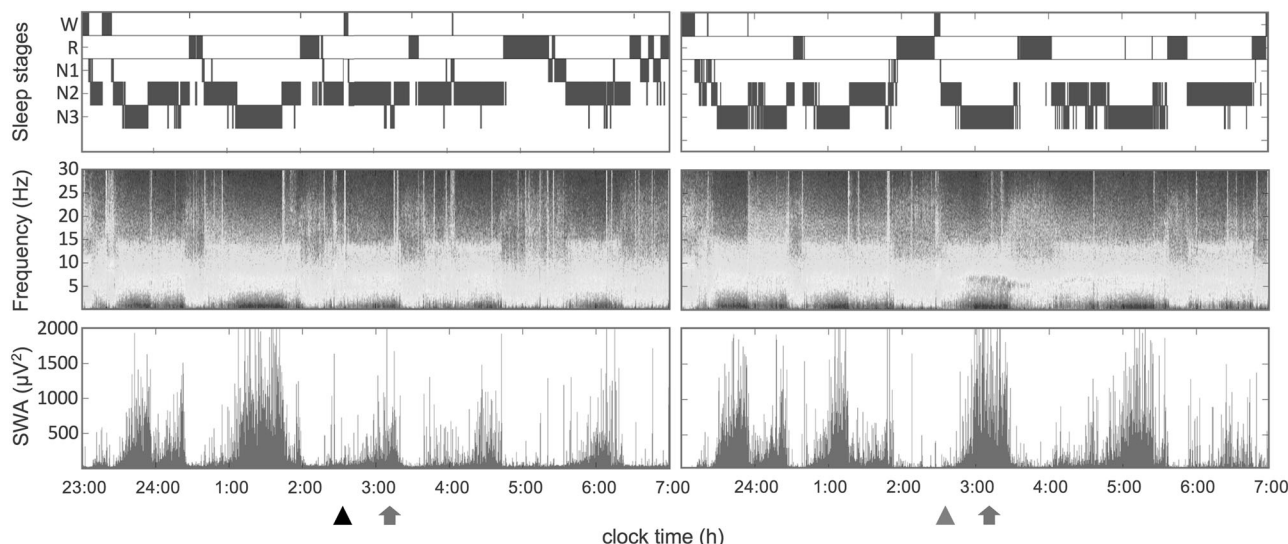 Sleep stages
W
R
N1
N2
N3
Frequency (Hz)
30
25
20
15
10
5
SWA (µV²)
2000
1500
1000
500
23:00 24:00 1:00 2:00 3:00 4:00 5:00 6:00 7:00
24:00 1:00 2:00 3:00 4:00 5:00 6:00 7:00
clock time (h)